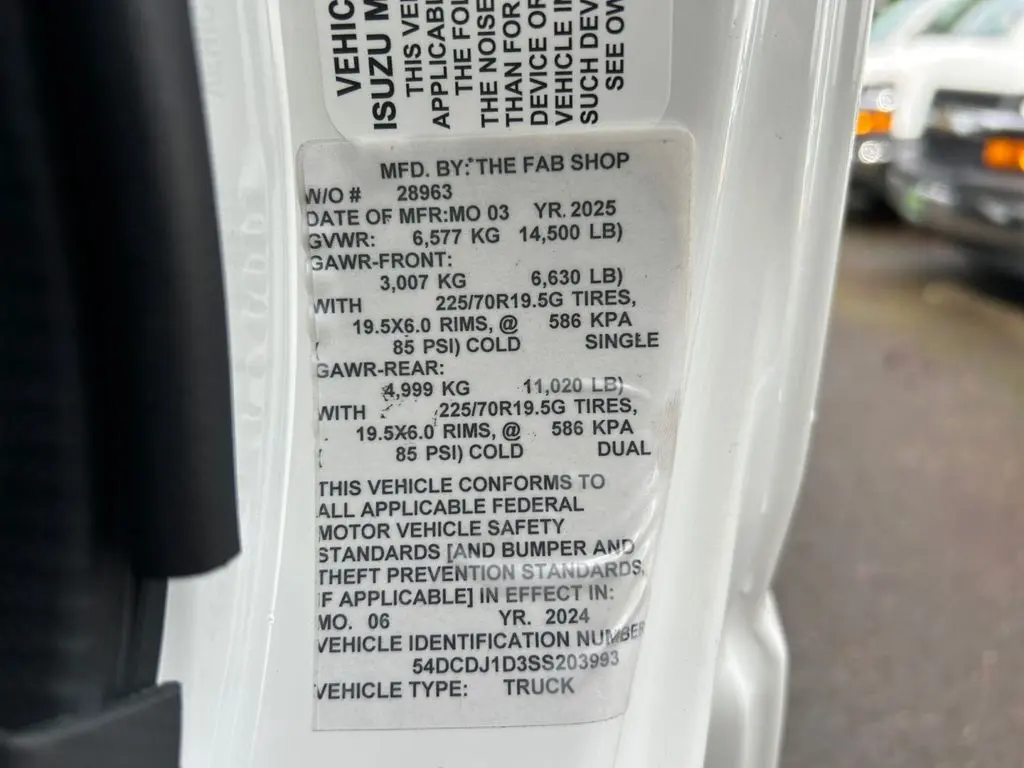 VEHIC
ISUZU M
THIS VE
APPLICAB
THE FOL
THE NOISE
THAN FOR
DEVICE OR
VEHICLE IN
SUCH DEV
SEE OW
MFD. BY: THE FAB SHOP
W/O # 28963
DATE OF MFR:MO 03 YR. 2025
GVWR: 6,577 KG 14,500 LB)
GAWR-FRONT:
3,007 KG 6,630 LB)
WITH 225/70R19.5G TIRES,
19.5X6.0 RIMS, @ 586 KPA
( 85 PSI) COLD SINGLE
GAWR-REAR:
4,999 KG 11,020 LB)
WITH 225/70R19.5G TIRES,
19.5X6.0 RIMS, @ 586 KPA
( 85 PSI) COLD DUAL
THIS VEHICLE CONFORMS TO
ALL APPLICABLE FEDERAL
MOTOR VEHICLE SAFETY
STANDARDS [AND BUMPER AND
THEFT PREVENTION STANDARDS,
IF APPLICABLE] IN EFFECT IN:
MO. 06 YR. 2024
VEHICLE IDENTIFICATION NUMBER
54DCDJ1D3SS203993
VEHICLE TYPE: TRUCK